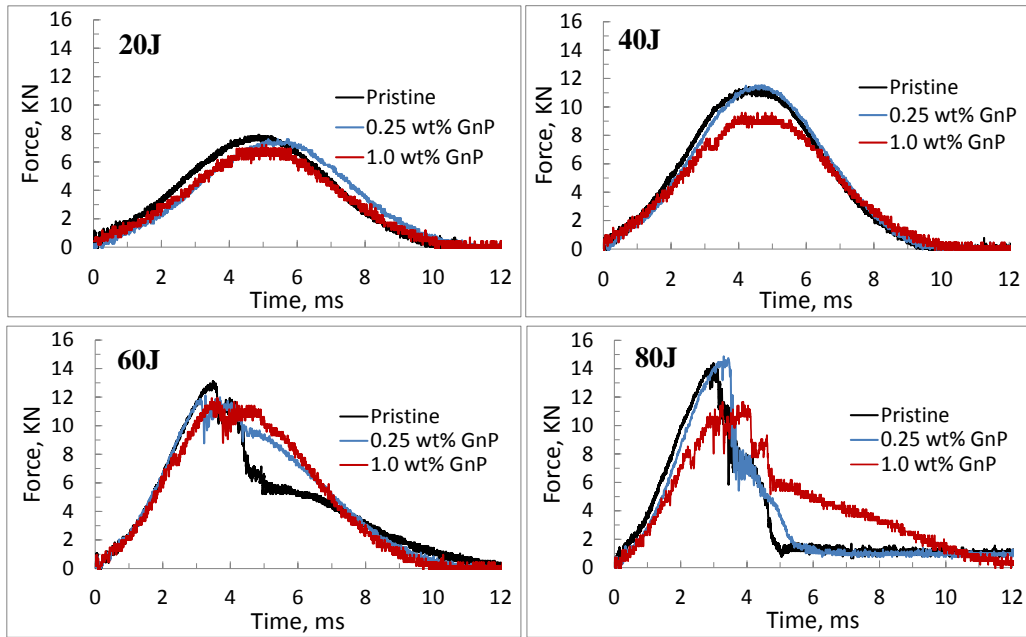 20J
Force, KN
16
14
12
10
8
6
4
2
0
Pristine
0.25 wt% GnP
1.0 wt% GnP
0 2 4 6 8 10 12
Time, ms
40J
Force, KN
16
14
12
10
8
6
4
2
0
Pristine
0.25 wt% GnP
1.0 wt% GnP
0 2 4 6 8 10 12
Time, ms
60J
Force, KN
16
14
12
10
8
6
4
2
0
Pristine
0.25 wt% GnP
1.0 wt% GnP
0 2 4 6 8 10 12
Time, ms
80J
Force, KN
16
14
12
10
8
6
4
2
0
Pristine
0.25 wt% GnP
1.0 wt% GnP
0 2 4 6 8 10 12
Time, ms